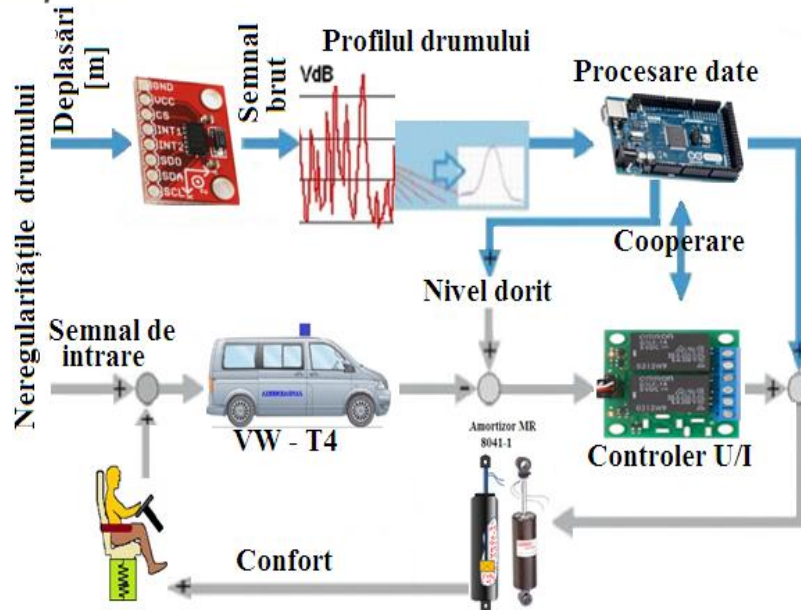 Neregularitățile drumului
Deplasări
[m]
GND
VCC
CS
INT1
INT2
SDO
SDA
SCL
Semnal
brut
Profilul drumului
VdB
Procesare date
Cooperare
Nivel dorit
Semnal de
intrare
VW - T4
Amortizor MR
8041-1
Controler U/I
Confort
+
+
+
-
+
+
+
+